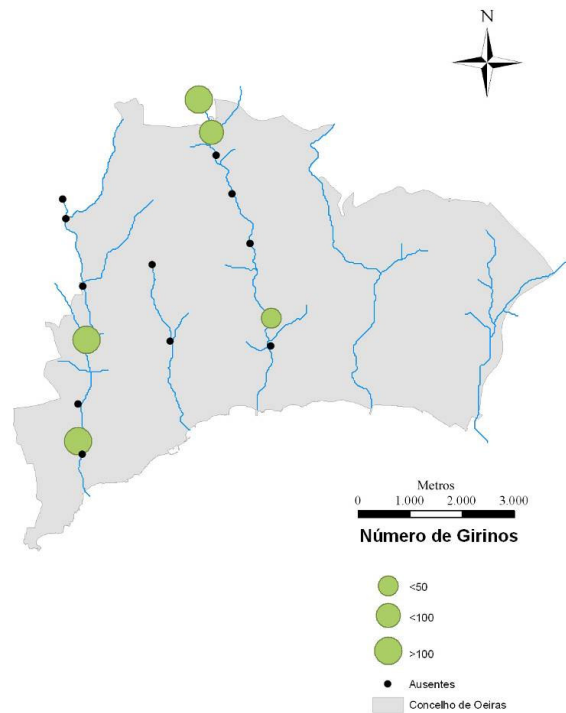 N
Metros
0 1.000 2.000 3.000
Número de Girinos
<50
<100
>100
Ausentes
Concelho de Oeiras